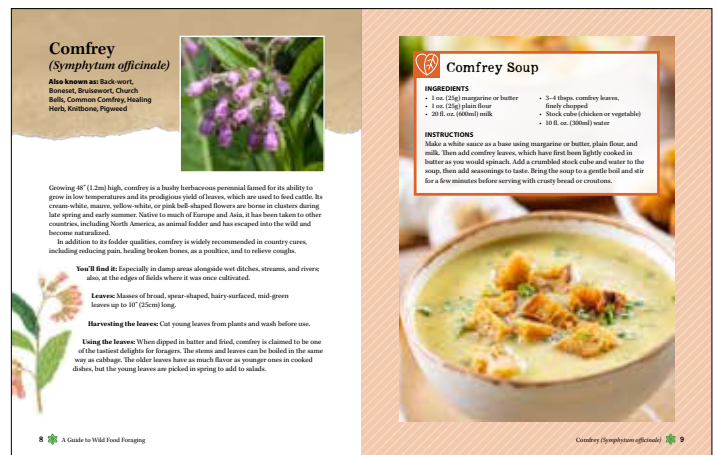 Comfrey
(Symphytum officinale)
Also known as: Back-wort,
Boneset, Bruisewort, Church
Bells, Common Comfrey, Healing
Herb, Knitbone, Pigweed
Growing 48" (1.2m) high, comfrey is a bushy herbaceous perennial famed for its ability to
grow in low temperatures and its prodigious yield of leaves, which are used to feed cattle. Its
cream-white, mauve, yellow-white, or pink bell-shaped flowers are borne in clusters during
late spring and early summer. Native to much of Europe and Asia, it has been taken to other
countries, including North America, as animal fodder and has escaped into the wild and
become naturalized.
In addition to its fodder qualities, comfrey is widely recommended in country cures,
including reducing pain, healing broken bones, as a poultice, and to relieve coughs.
You'll find it: Especially in damp areas alongside wet ditches, streams, and rivers;
also, at the edges of fields where it was once cultivated.
Leaves: Masses of broad, spear-shaped, hairy-surfaced, mid-green
leaves up to 10" (25cm) long.
Harvesting the leaves: Cut young leaves from plants and wash before use.
Using the leaves: When dipped in batter and fried, comfrey is claimed to be one
of the tastiest delights for foragers. The stems and leaves can be boiled in the same
way as cabbage. The older leaves have as much flavor as younger ones in cooked
dishes, but the young leaves are picked in spring to add to salads.
8 A Guide to Wild Food Foraging
Comfrey Soup
INGREDIENTS
• 1 oz. (25g) margarine or butter
• 1 oz. (25g) plain flour
• 20 fl. oz. (600ml) milk
• 3–4 tbsps. comfrey leaves,
finely chopped
• Stock cube (chicken or vegetable)
• 10 fl. oz. (300ml) water
INSTRUCTIONS
Make a white sauce as a base using margarine or butter, plain flour, and
milk. Then add comfrey leaves, which have first been lightly cooked in
butter as you would spinach. Add a crumbled stock cube and water to the
soup, then add seasonings to taste. Bring the soup to a gentle boil and stir
for a few minutes before serving with crusty bread or croutons.
Comfrey (Symphytum officinale) 9